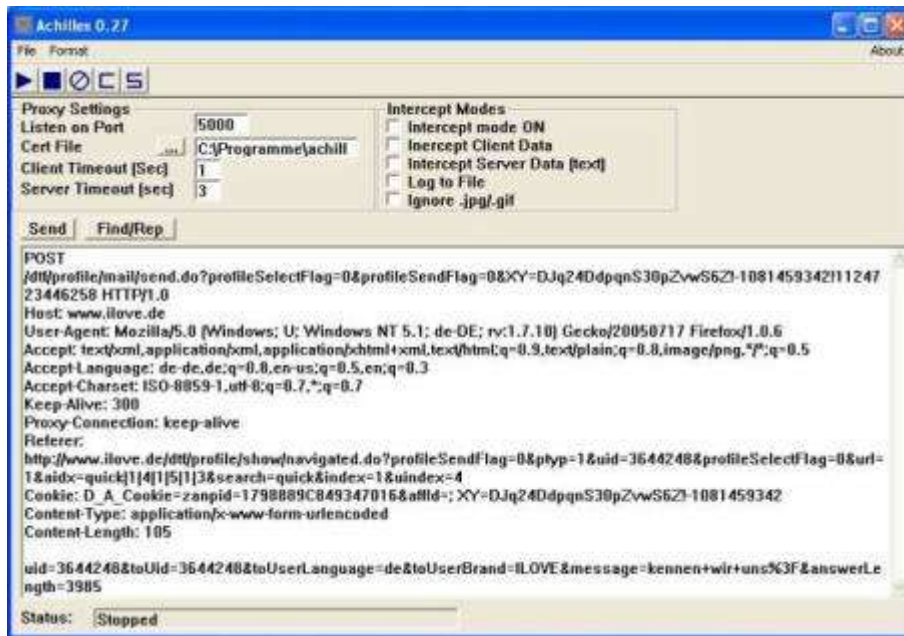 Achilles 0.27
File Format About
Proxy Settings
Listen on Port 5000
Cert File ... C:\Programme\achill
Client Timeout (Sec) 1
Server Timeout (sec) 3
Intercept Modes
Intercept mode ON
Inercept Client Data
Intercept Server Data (text)
Log to File
Ignore .jpg/.gif
Send Find/Rep
POST
/dtl/profile/mail/send.do?profileSelectFlag=0&profileSendFlag=0&XY=DJq24DdpqnS30pZvwS6Z!-1081459342!11247
23446258 HTTP/1.0
Host: www.ilove.de
User-Agent: Mozilla/5.0 (Windows; U; Windows NT 5.1; de-DE; rv:1.7.10) Gecko/20050717 Firefox/1.0.6
Accept: text/xml,application/xml,application/xhtml+xml,text/html;q=0.9,text/plain;q=0.8,image/png,*/*;q=0.5
Accept-Language: de-de,de;q=0.8,en-us;q=0.5,en;q=0.3
Accept-Charset: ISO-8859-1,utf-8;q=0.7,*;q=0.7
Keep-Alive: 300
Proxy-Connection: keep-alive
Referer:
http://www.ilove.de/dtl/profile/show/navigated.do?profileSendFlag=0&ptyp=1&uid=3644248&profileSelectFlag=0&url=
1&aidx=quick|1|4|1|5|1|3&search=quick&index=1&uindex=4
Cookie: D_A_Cookie=zanpid=1798889C849347016&affId=; XY=DJq24DdpqnS30pZvwS6Z!-1081459342
Content-Type: application/x-www-form-urlencoded
Content-Length: 105
uid=3644248&toUid=3644248&toUserLanguage=de&toUserBrand=ILOVE&message=kennen+wir+uns%3F&answerLe
ngth=3985
Status: Stopped